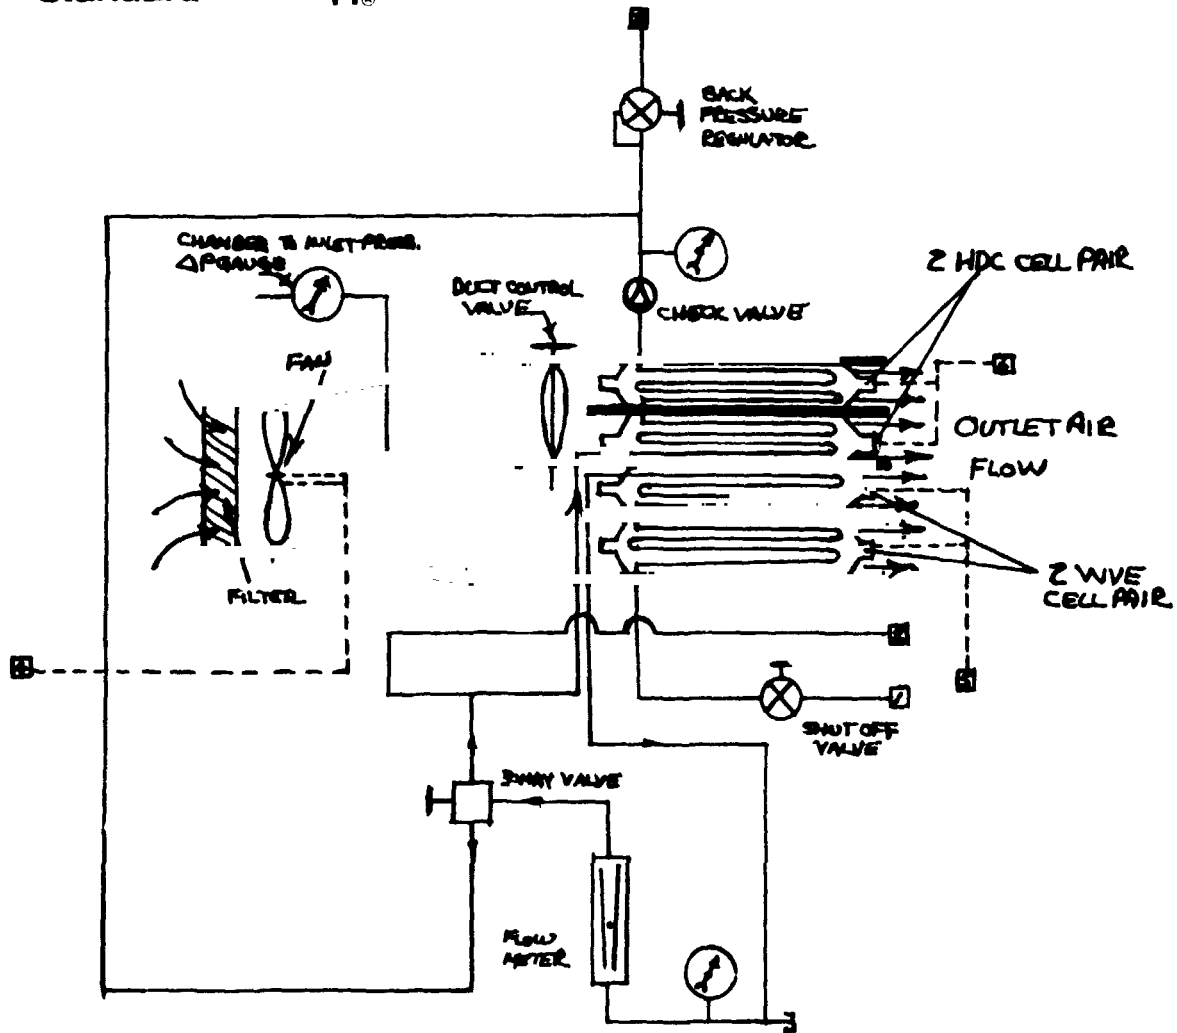 BACK
PRESSURE
REGULATOR
CHAMBER TO INLET PRESS.
ΔP GAUGE
DUCT CONTROL
VALVE
CHECK VALVE
2 HDC CELL PAIR
FAN
OUTLET AIR
FLOW
FILTER
2 WVE
CELL PAIR
SHUT OFF
VALVE
3-WAY VALVE
FLOW
METER